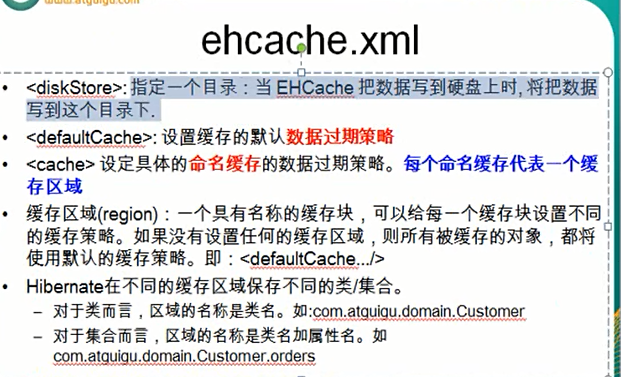 www.atguigu.com
ehcache.xml
• <diskStore>: 指定一个目录：当 EHCache 把数据写到硬盘上时, 将把数据
写到这个目录下.
• <defaultCache>: 设置缓存的默认数据过期策略
• <cache> 设定具体的命名缓存的数据过期策略。每个命名缓存代表一个缓
存区域
• 缓存区域(region)：一个具有名称的缓存块，可以给每一个缓存块设置不同
的缓存策略。如果没有设置任何的缓存区域，则所有被缓存的对象，都将
使用默认的缓存策略。即：<defaultCache.../>
• Hibernate在不同的缓存区域保存不同的类/集合。
– 对于类而言，区域的名称是类名。如:com.atguigu.domain.Customer
– 对于集合而言，区域的名称是类名加属性名。如
com.atguigu.domain.Customer.orders